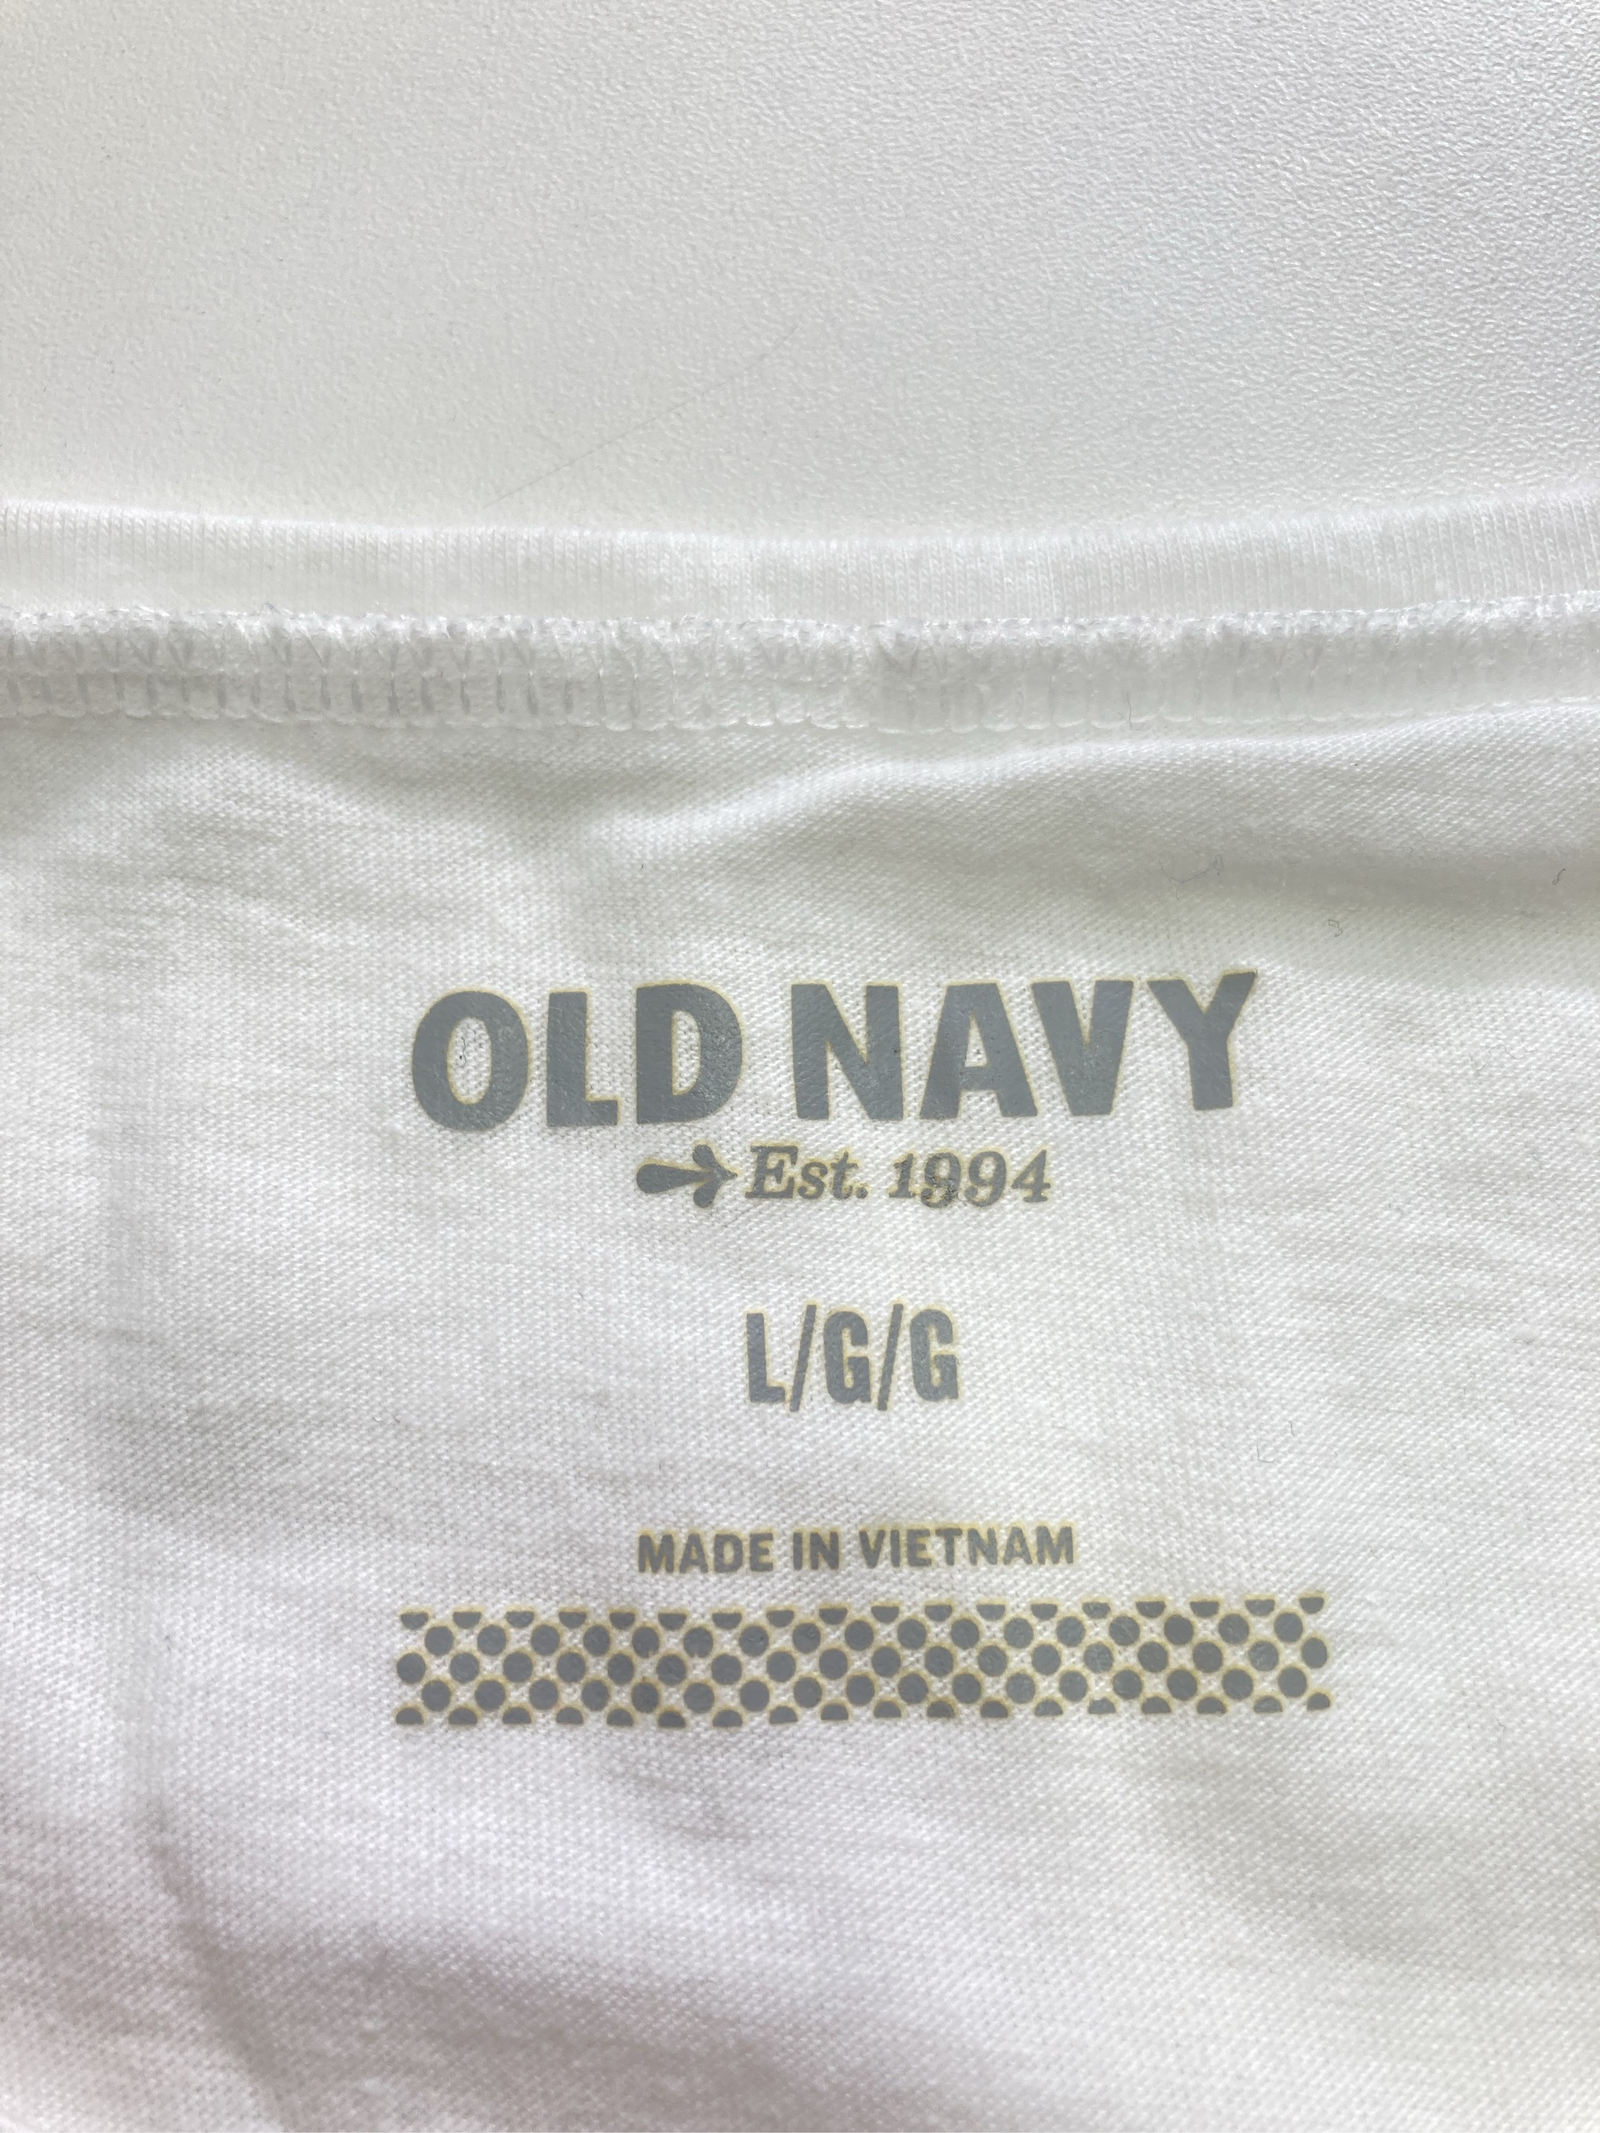 OLD NAVY
Est. 1994
L/G/G
MADE IN VIETNAM